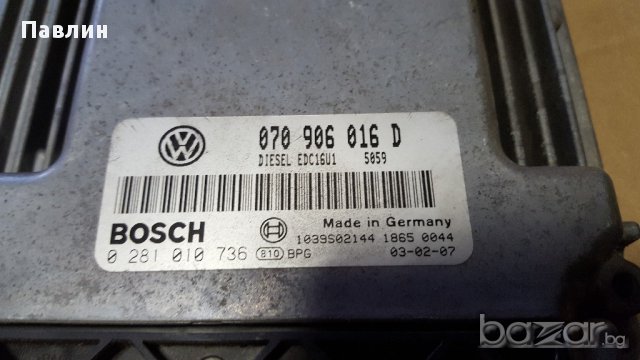 Павлин
VW
070 906 016 D
DIESEL EDC16U1 5059
BOSCH
Made in Germany
1039S02144 1865 0044
0 281 010 736 810 BPG 03-02-07
bazar.bg